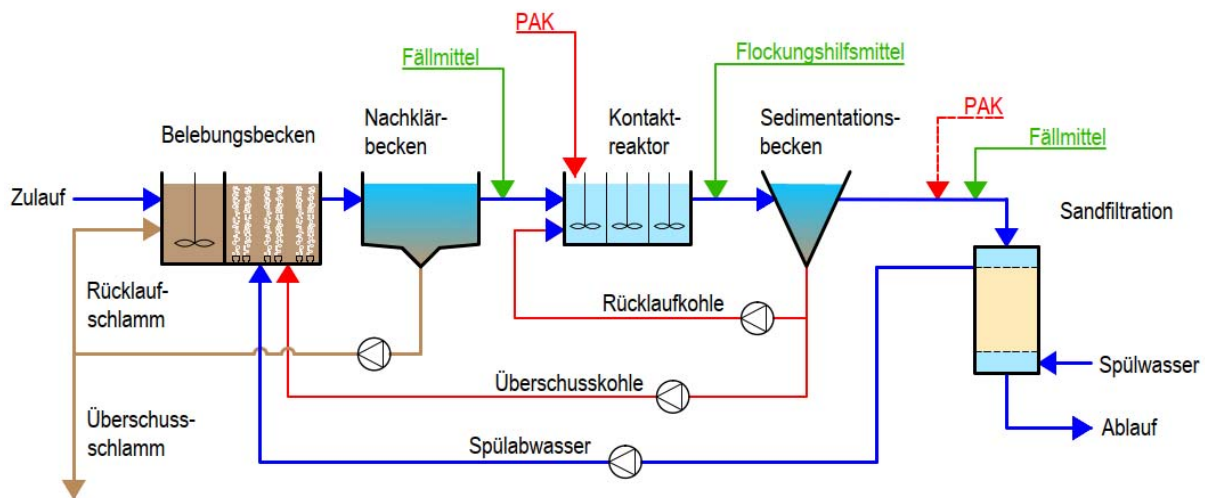 PAK
Fällmittel
Flockungshilfsmittel
Belebungsbecken
Nachklär-
becken
Kontakt-
reaktor
Sedimentations-
becken
PAK
Fällmittel
Zulauf
Sandfiltration
Rücklauf-
schlamm
Rücklaufkohle
Überschusskohle
Spülwasser
Überschuss-
schlamm
Spülabwasser
Ablauf